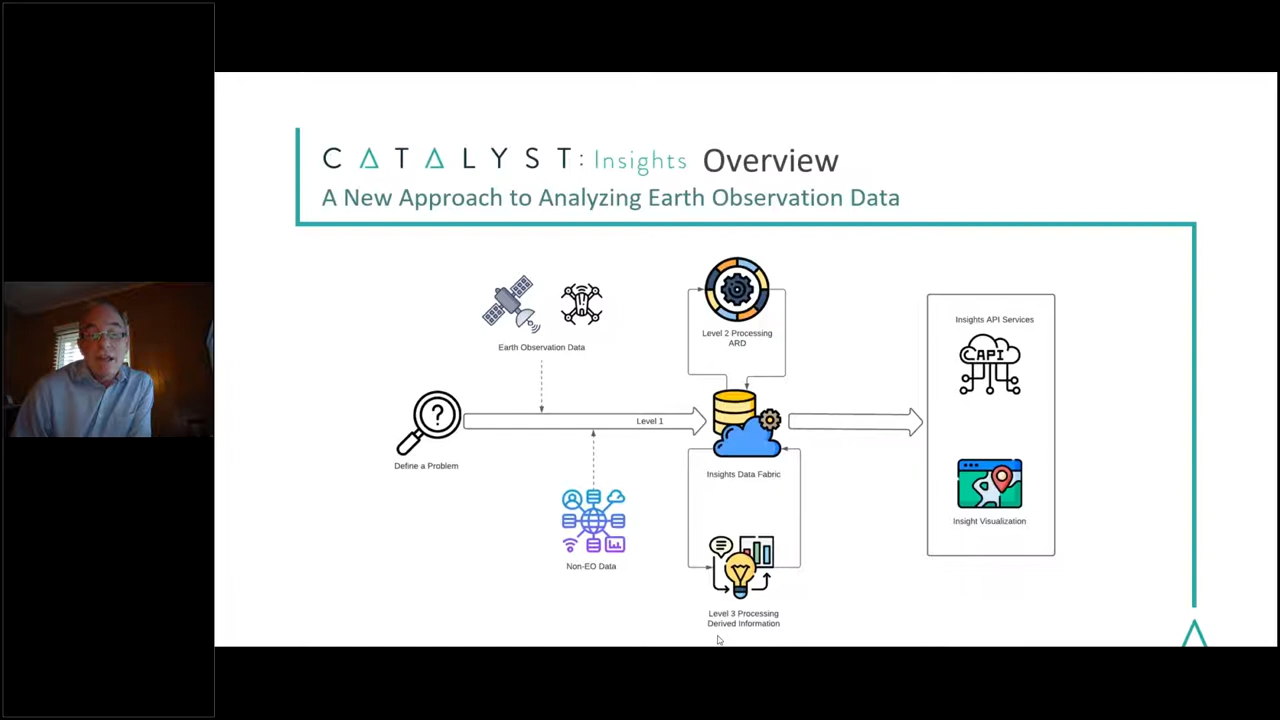 CATALYST: Insights Overview
A New Approach to Analyzing Earth Observation Data
Earth Observation Data
Level 2 Processing
ARD
Insights API Services
API
?
Level 1
Define a Problem
Insights Data Fabric
Insight Visualization
Non-EO Data
Level 3 Processing
Derived Information